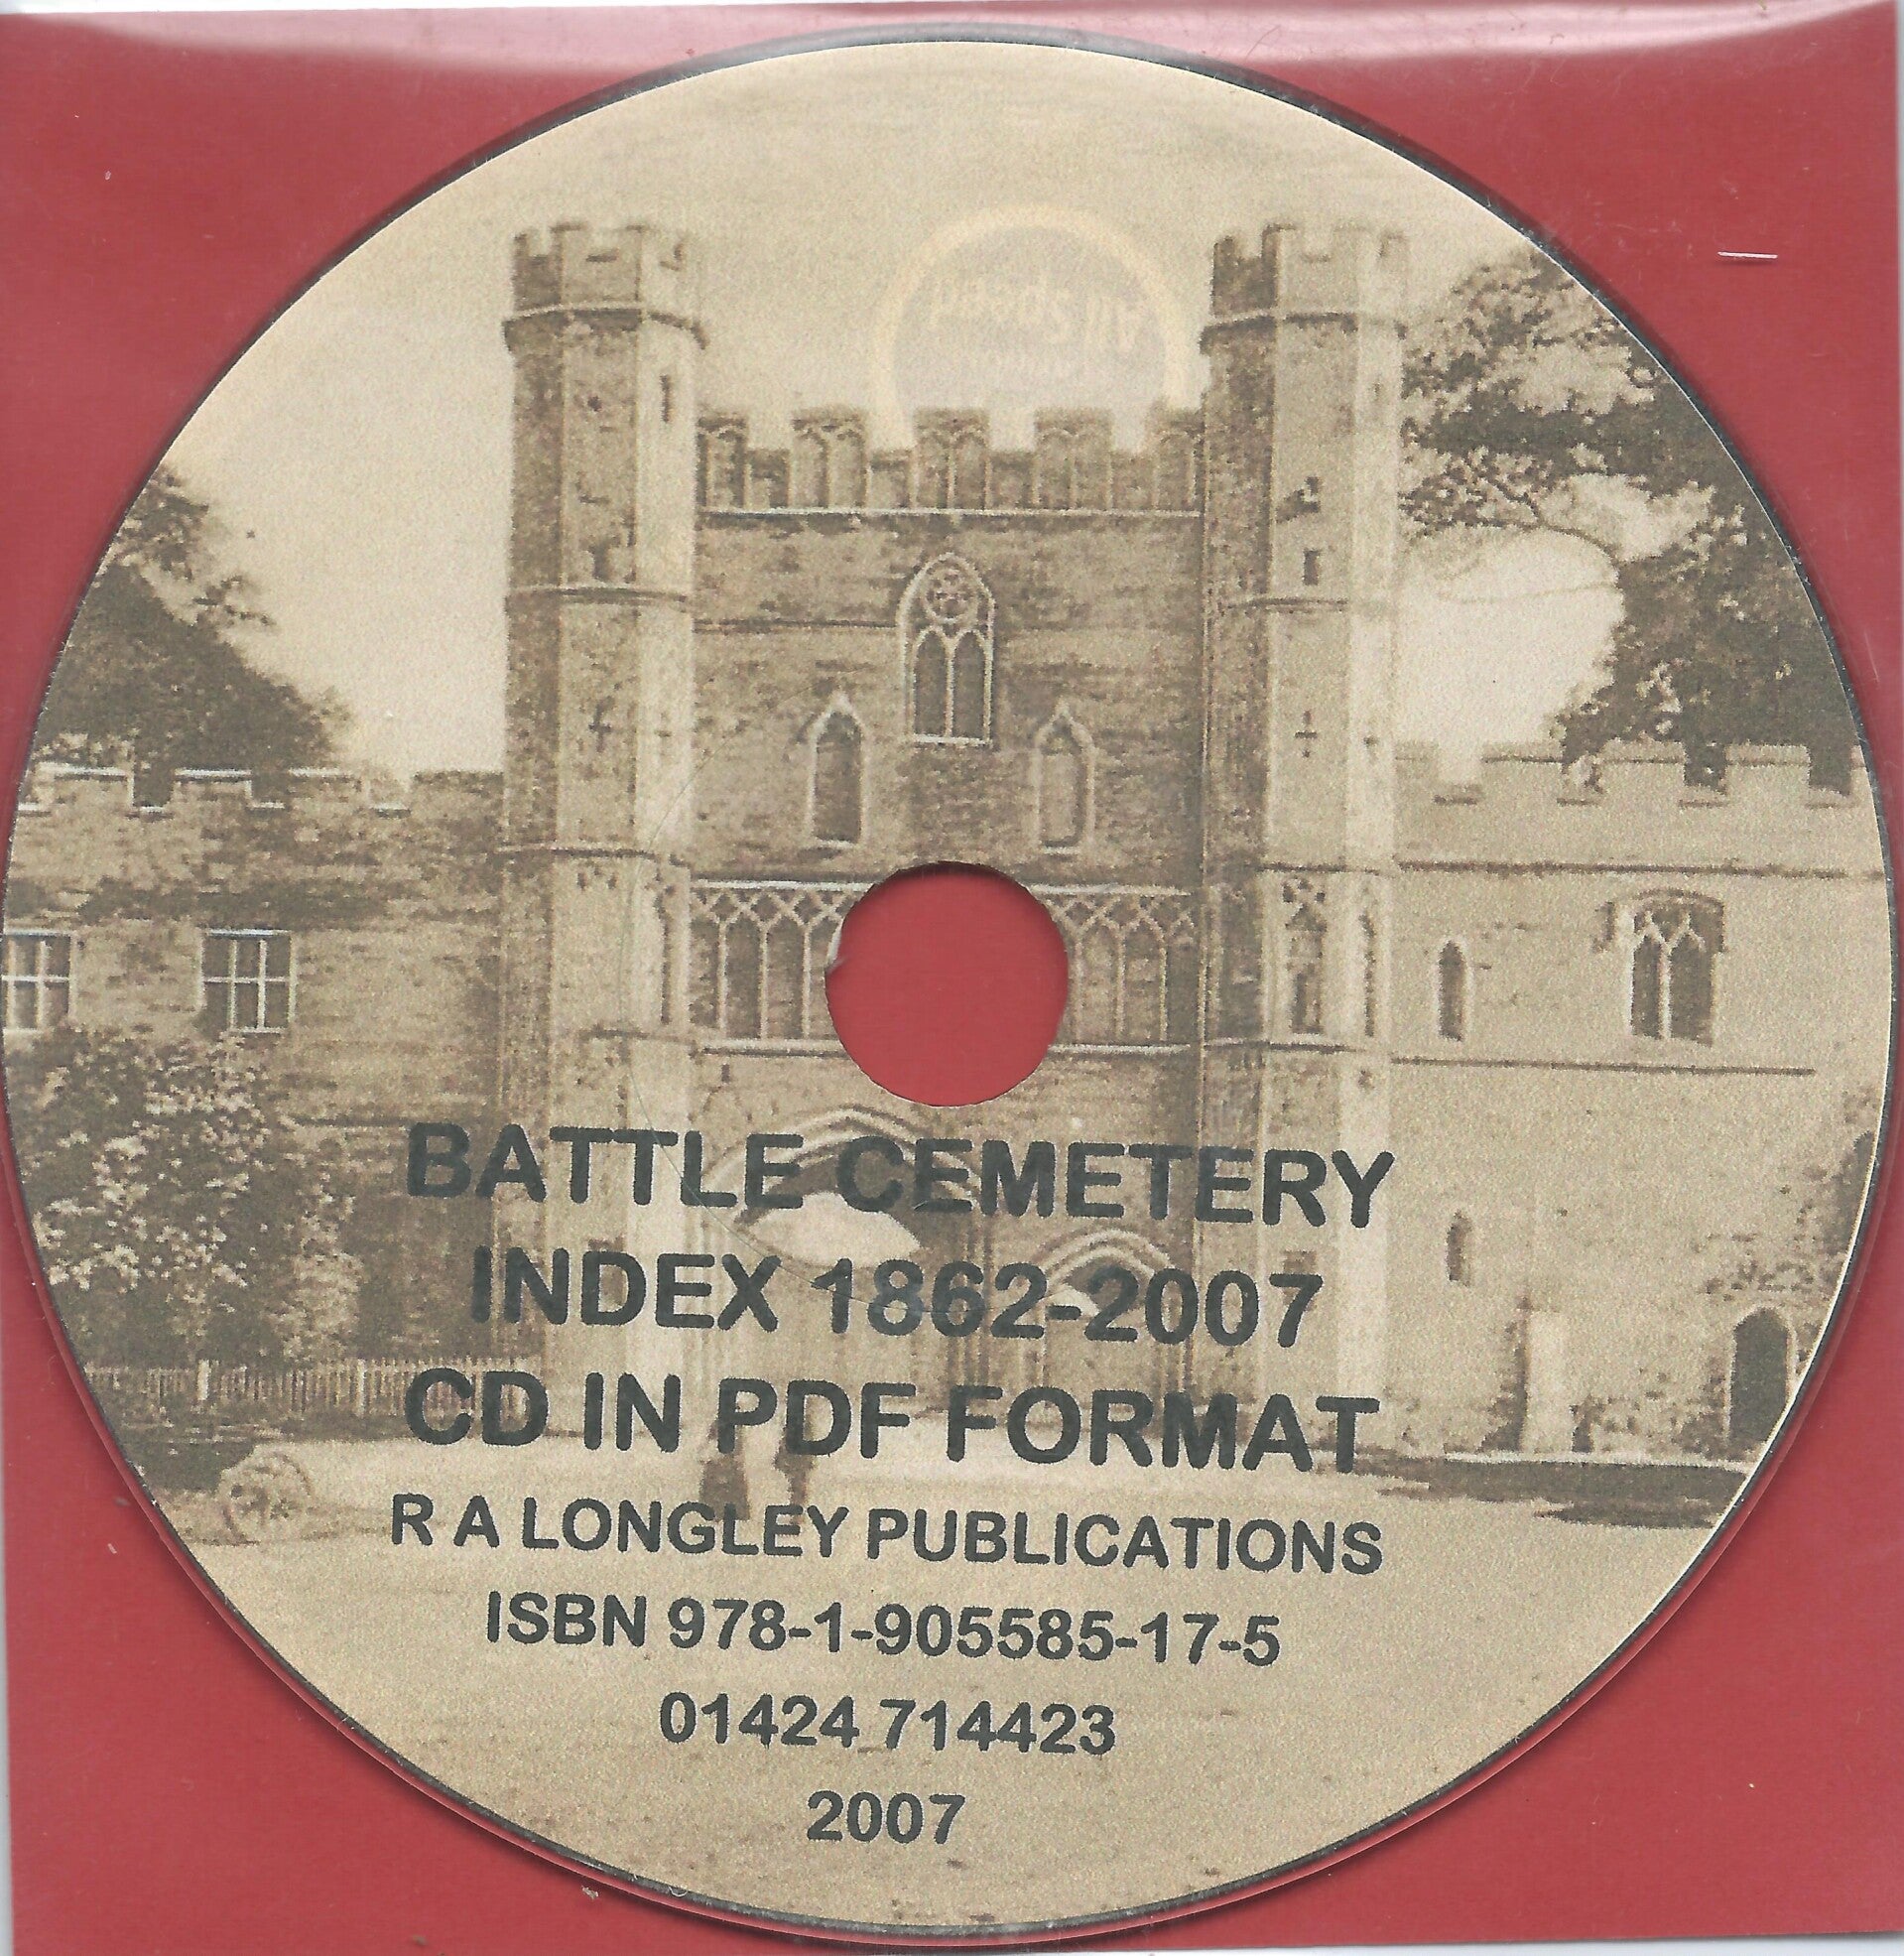 BATTLE CEMETERY
INDEX 1862-2007
CD IN PDF FORMAT
R A LONGLEY PUBLICATIONS
ISBN 978-1-905585-17-5
01424 714423
2007